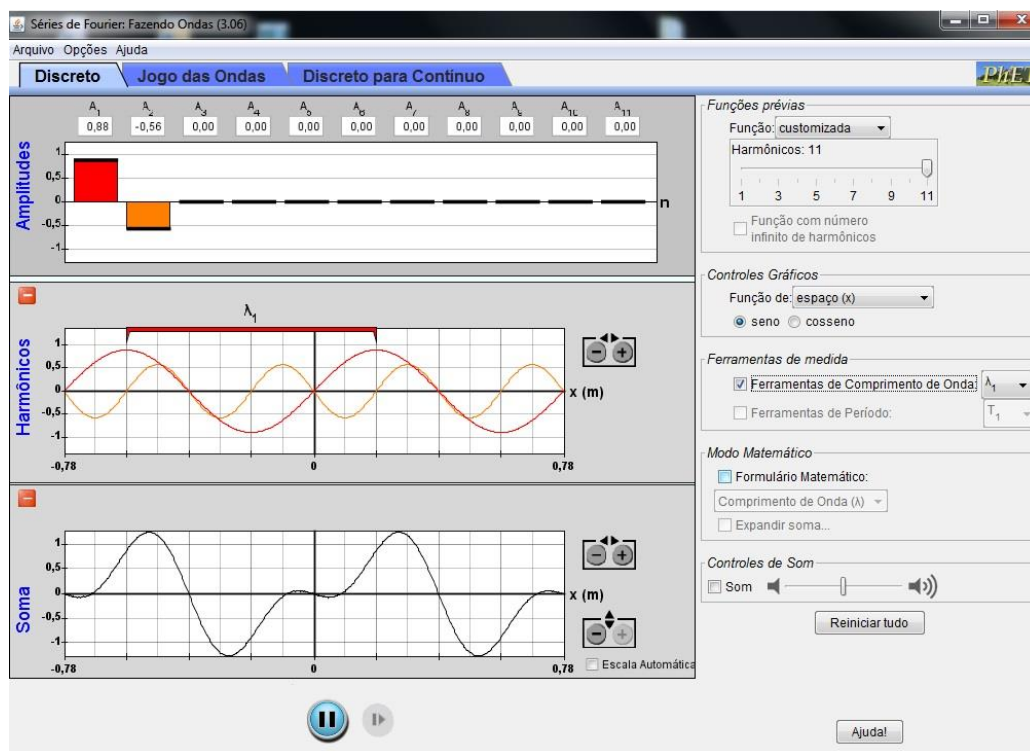 Séries de Fourier: Fazendo Ondas (3.06)
Arquivo Opções Ajuda
Discreto Jogo das Ondas Discreto para Continuo
PhET
A1 A2 A3 A4 A5 A6 A7 A8 A9 A10 A11
0,88 -0,56 0,00 0,00 0,00 0,00 0,00 0,00 0,00 0,00 0,00
Amplitudes
1
0,5
0
-0,5
-1
n
Harmônicos
λ1
1
0,5
0
-0,5
-1
x (m)
-0,78 0 0,78
Soma
1
0,5
0
-0,5
-1
x (m)
-0,78 0 0,78
Escala Automática
Funções prévias
Função: customizada
Harmônicos: 11
1 3 5 7 9 11
Função com número
infinito de harmônicos
Controles Gráficos
Função de: espaço (x)
seno cosseno
Ferramentas de medida
Ferramentas de Comprimento de Onda: λ1
Ferramentas de Período: T1
Modo Matemático
Formulário Matemático:
Comprimento de Onda (λ)
Expandir soma...
Controles de Som
Som
Reiniciar tudo
Ajuda!